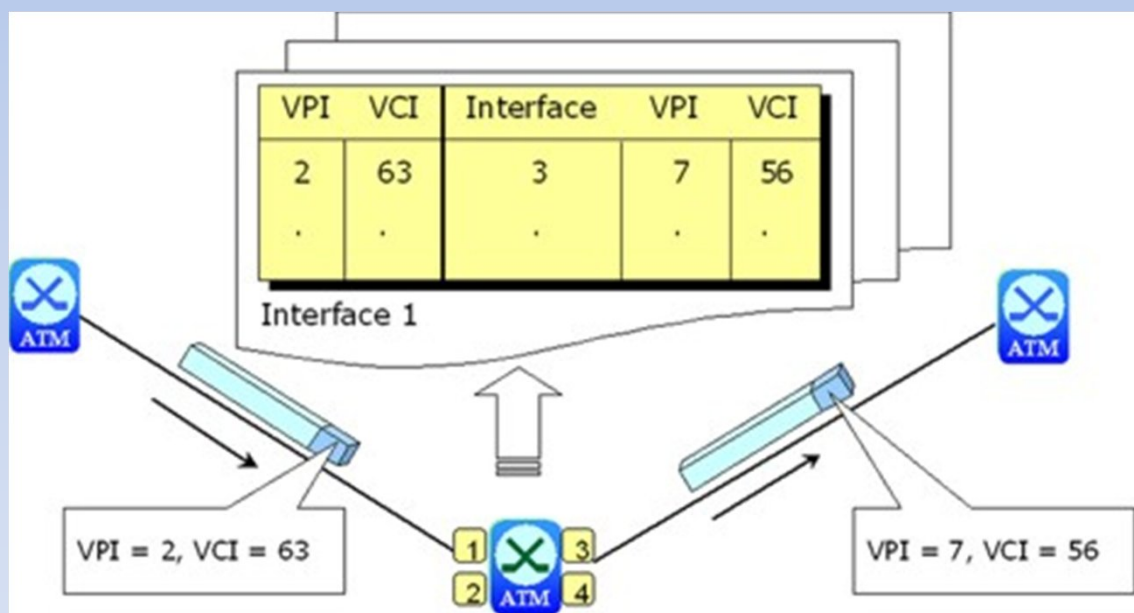 VPI VCI Interface VPI VCI
2 63 3 7 56
. . . . .
Interface 1
ATM
ATM
VPI = 2, VCI = 63
1 3
2 4
ATM
VPI = 7, VCI = 56